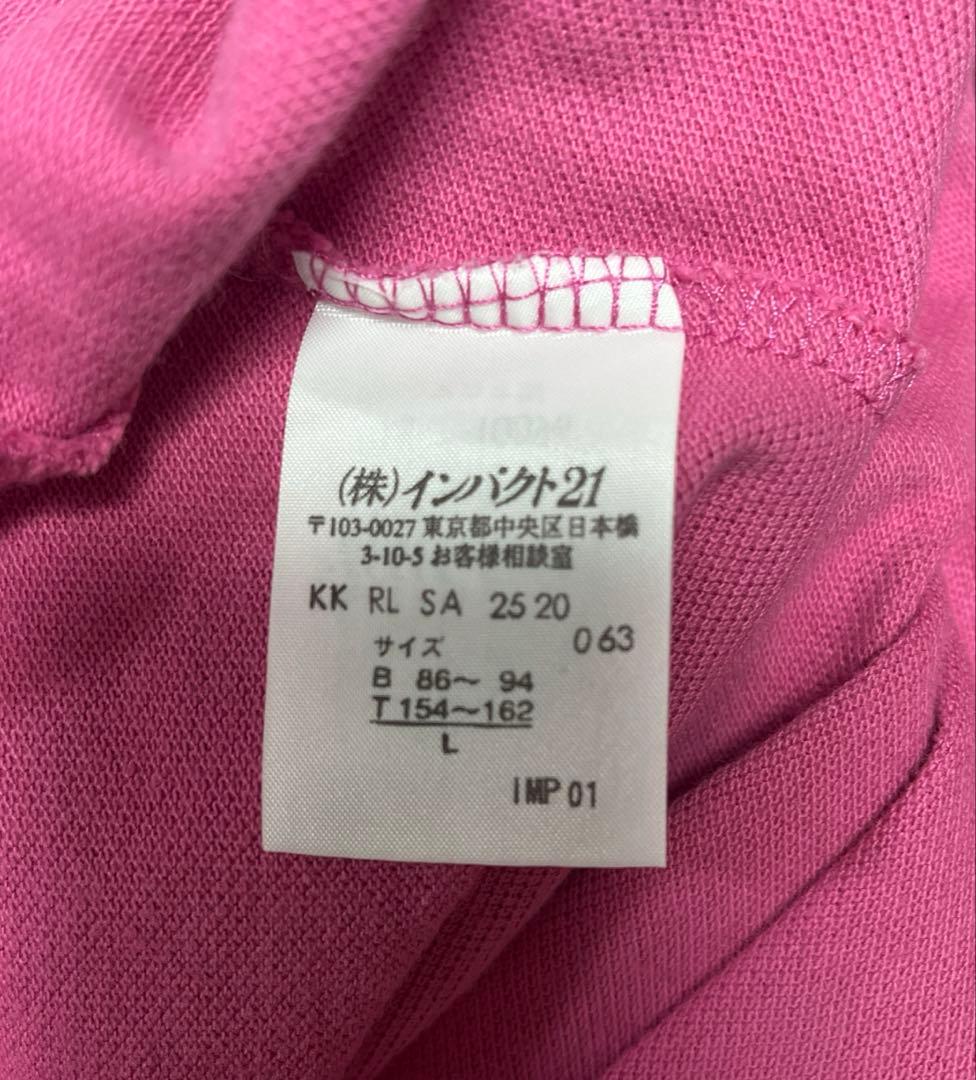 (株)インパクト21
〒103-0027 東京都中央区日本橋
3-10-5 お客様相談室
KK RL SA 25 20
063
サイズ
B 86～ 94
T 154～162
L
IMP 01